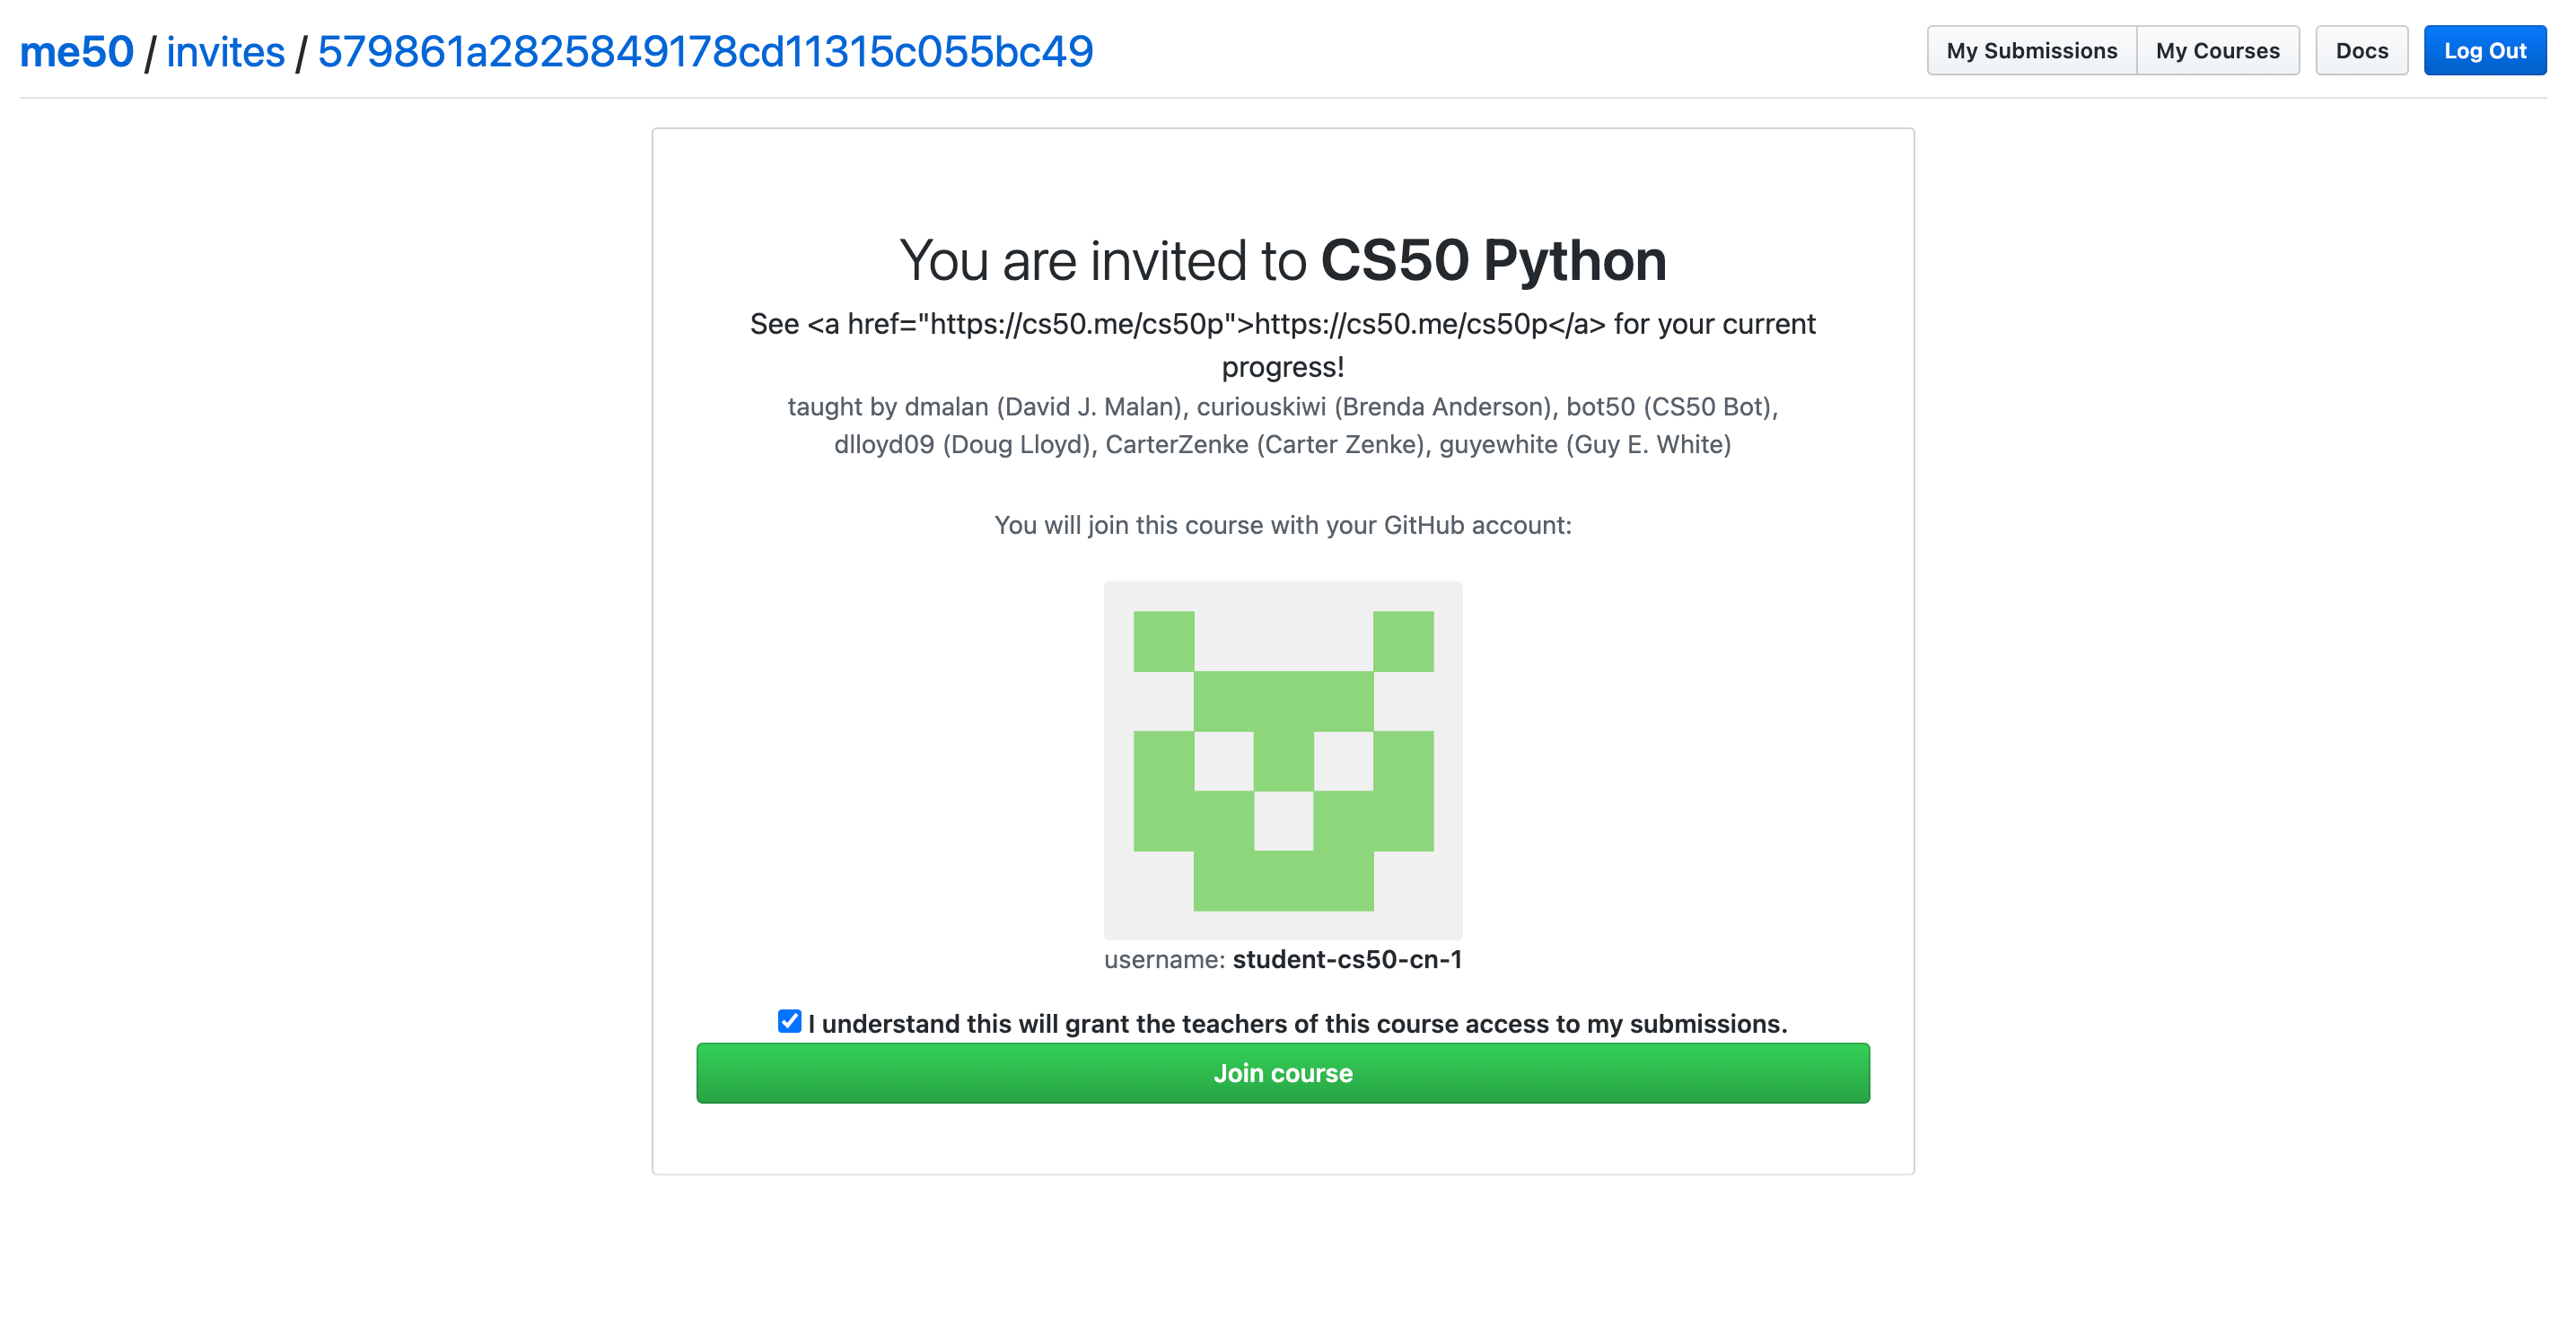 me50 / invites / 579861a2825849178cd11315c055bc49
My Submissions My Courses Docs Log Out
You are invited to CS50 Python
See <a href="https://cs50.me/cs50p">https://cs50.me/cs50p</a> for your current
progress!
taught by dmalan (David J. Malan), curiouskiwi (Brenda Anderson), bot50 (CS50 Bot),
dlloyd09 (Doug Lloyd), CarterZenke (Carter Zenke), guyewhite (Guy E. White)
You will join this course with your GitHub account:
username: student-cs50-cn-1
I understand this will grant the teachers of this course access to my submissions.
Join course